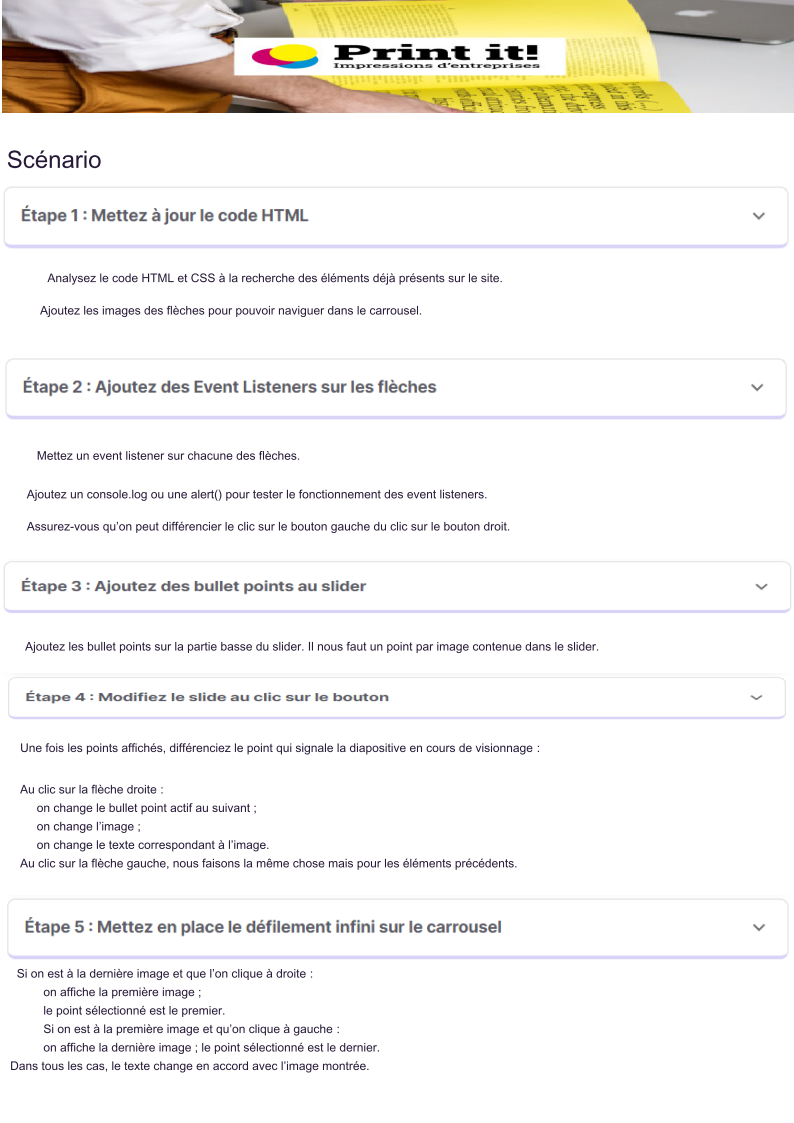 Print it!
Impressions d'entreprises
Scénario
Étape 1 : Mettez à jour le code HTML
Analysez le code HTML et CSS à la recherche des éléments déjà présents sur le site.
Ajoutez les images des flèches pour pouvoir naviguer dans le carrousel.
Étape 2 : Ajoutez des Event Listeners sur les flèches
Mettez un event listener sur chacune des flèches.
Ajoutez un console.log ou une alert() pour tester le fonctionnement des event listeners.
Assurez-vous qu’on peut différencier le clic sur le bouton gauche du clic sur le bouton droit.
Étape 3 : Ajoutez des bullet points au slider
Ajoutez les bullet points sur la partie basse du slider. Il nous faut un point par image contenue dans le slider.
Étape 4 : Modifiez le slide au clic sur le bouton
Une fois les points affichés, différenciez le point qui signale la diapositive en cours de visionnage :
Au clic sur la flèche droite :
on change le bullet point actif au suivant ;
on change l’image ;
on change le texte correspondant à l’image.
Au clic sur la flèche gauche, nous faisons la même chose mais pour les éléments précédents.
Étape 5 : Mettez en place le défilement infini sur le carrousel
Si on est à la dernière image et que l’on clique à droite :
on affiche la première image ;
le point sélectionné est le premier.
Si on est à la première image et qu’on clique à gauche :
on affiche la dernière image ; le point sélectionné est le dernier.
Dans tous les cas, le texte change en accord avec l’image montrée.